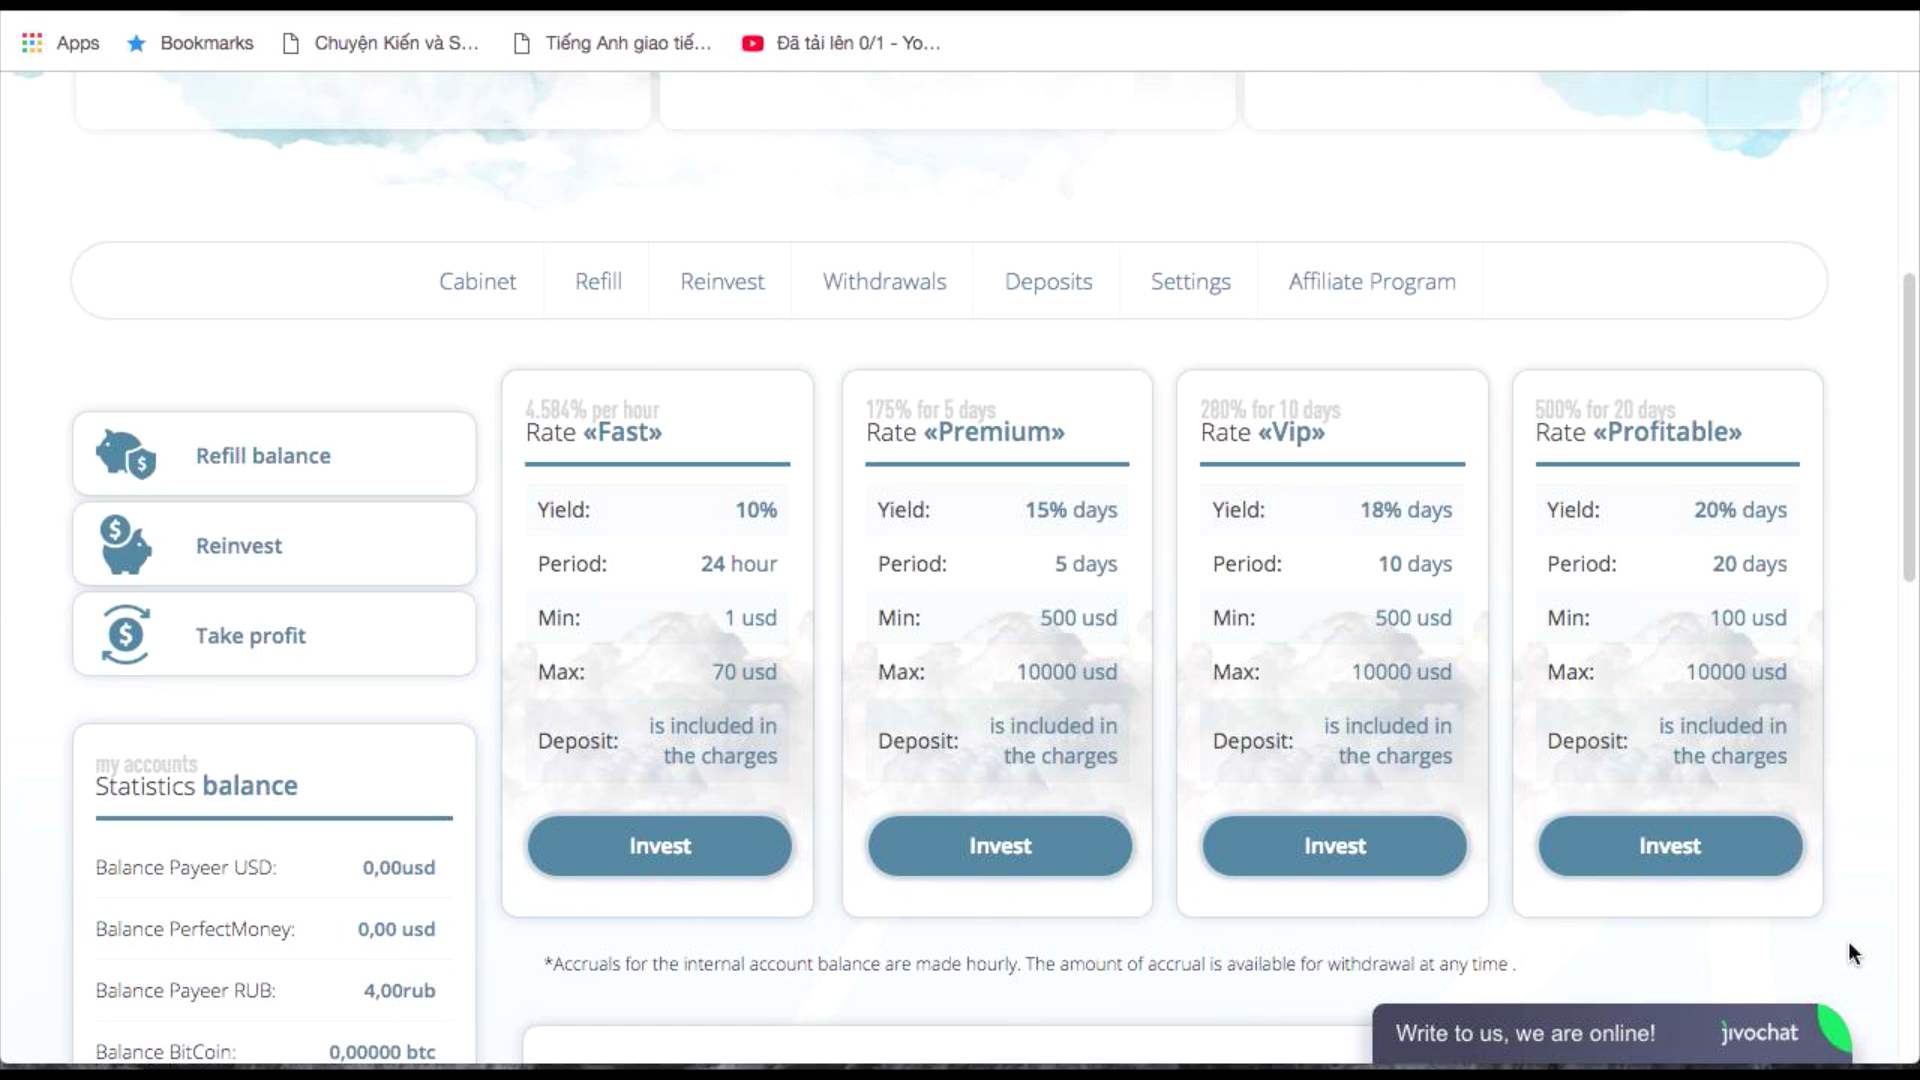 Apps Bookmarks Chuyện Kiến và S... Tiếng Anh giao tiế... Đã tải lên 0/1 - Yo...
Cabinet Refill Reinvest Withdrawals Deposits Settings Affiliate Program
Refill balance
Reinvest
Take profit
my accounts
Statistics balance
Balance Payeer USD: 0,00usd
Balance PerfectMoney: 0,00 usd
Balance Payeer RUB: 4,00rub
Balance BitCoin: 0,00000 btc
4.584% per hour
Rate «Fast»
Yield: 10%
Period: 24 hour
Min: 1 usd
Max: 70 usd
Deposit: is included in
the charges
Invest
175% for 5 days
Rate «Premium»
Yield: 15% days
Period: 5 days
Min: 500 usd
Max: 10000 usd
Deposit: is included in
the charges
Invest
280% for 10 days
Rate «Vip»
Yield: 18% days
Period: 10 days
Min: 500 usd
Max: 10000 usd
Deposit: is included in
the charges
Invest
500% for 20 days
Rate «Profitable»
Yield: 20% days
Period: 20 days
Min: 100 usd
Max: 10000 usd
Deposit: is included in
the charges
Invest
*Accruals for the internal account balance are made hourly. The amount of accrual is available for withdrawal at any time .
Write to us, we are online! jivochat